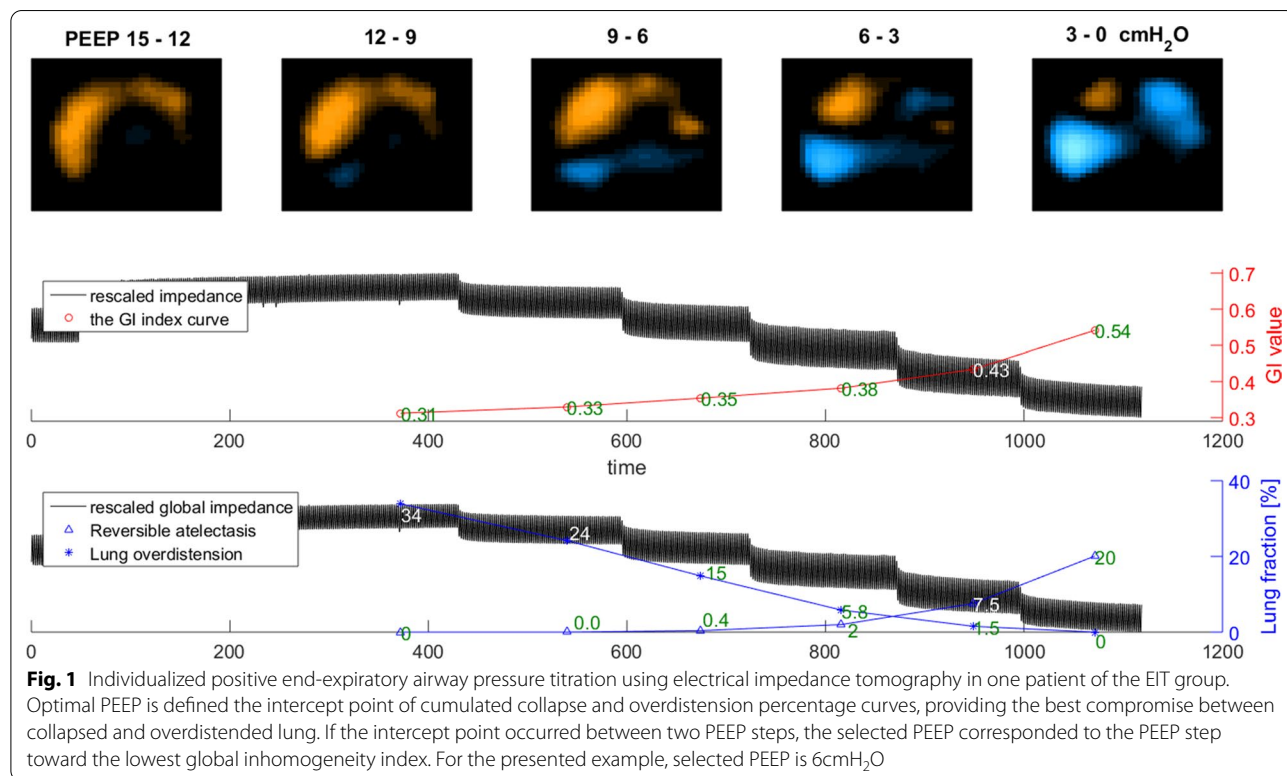 PEEP 15 - 12
12 - 9
9 - 6
6 - 3
3 - 0 cmH2O
rescaled impedance
the GI index curve
0.31
0.33
0.35
0.38
0.43
0.54
0.7
0.6
0.5
0.4
0.3
GI value
0
200
400
600
800
1000
1200
time
rescaled global impedance
Reversible atelectasis
Lung overdistension
34
24
15
5.8
1.5
0
0
0.0
0.4
2
7.5
20
40
20
0
Lung fraction [%]
0
200
400
600
800
1000
1200
Fig. 1 Individualized positive end-expiratory airway pressure titration using electrical impedance tomography in one patient of the EIT group.
Optimal PEEP is defined the intercept point of cumulated collapse and overdistension percentage curves, providing the best compromise between
collapsed and overdistended lung. If the intercept point occurred between two PEEP steps, the selected PEEP corresponded to the PEEP step
toward the lowest global inhomogeneity index. For the presented example, selected PEEP is 6cmH2O